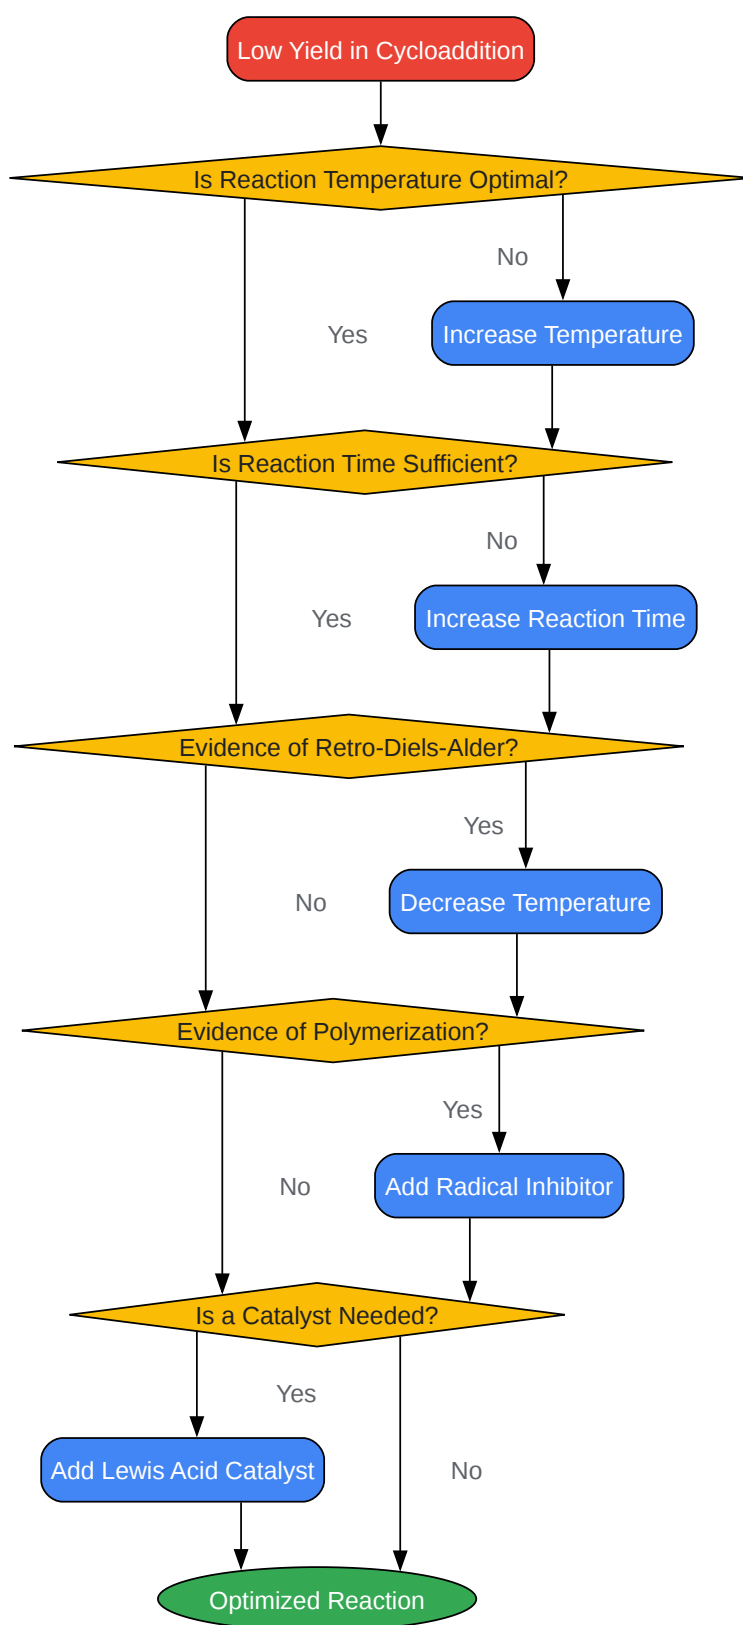 Low Yield in Cycloaddition
Is Reaction Temperature Optimal?
No
Yes
Increase Temperature
Is Reaction Time Sufficient?
No
Yes
Increase Reaction Time
Evidence of Retro-Diels-Alder?
Yes
No
Decrease Temperature
Evidence of Polymerization?
Yes
No
Add Radical Inhibitor
Is a Catalyst Needed?
Yes
Add Lewis Acid Catalyst
No
Optimized Reaction